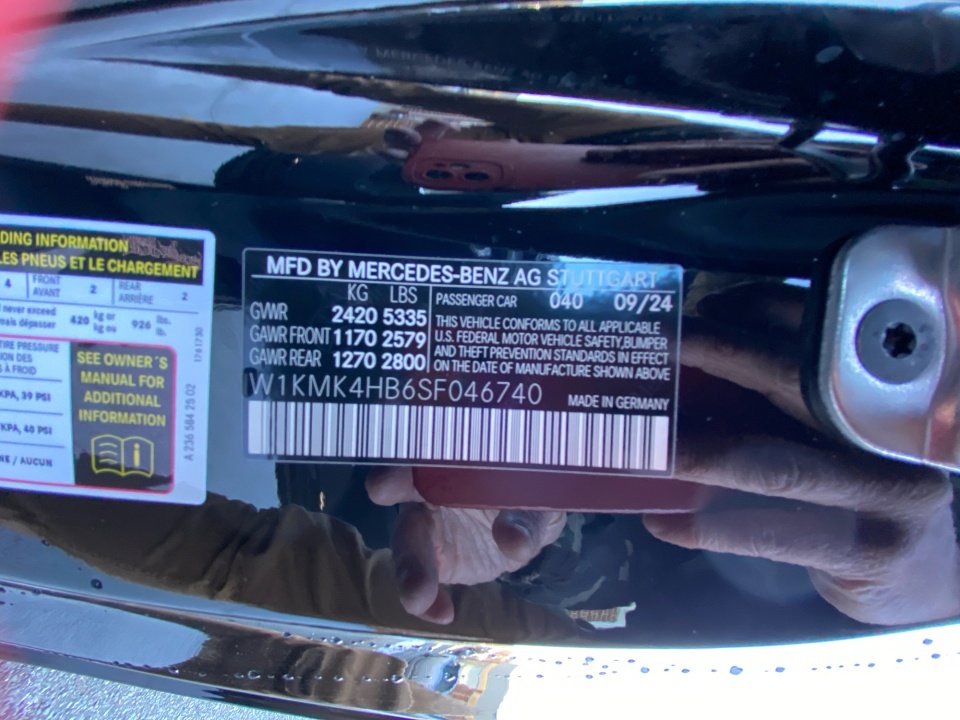 DING INFORMATION
LES PNEUS ET LE CHARGEMENT
4 FRONT AVANT 2 REAR ARRIÈRE 2
never exceed
mais dépasser 420 kg or kg ou 926 lbs. lb.
TIRE PRESSURE
ION DES
À FROID
KPA, 39 PSI
KPA, 40 PSI
NE / AUCUN
SEE OWNER´S
MANUAL FOR
ADDITIONAL
INFORMATION
A 236 584 25 02
MFD BY MERCEDES-BENZ AG STUTTGART
KG LBS
GVWR 2420 5335
GAWR FRONT 1170 2579
GAWR REAR 1270 2800
PASSENGER CAR 040 09/24
THIS VEHICLE CONFORMS TO ALL APPLICABLE
U.S. FEDERAL MOTOR VEHICLE SAFETY,BUMPER
AND THEFT PREVENTION STANDARDS IN EFFECT
ON THE DATE OF MANUFACTURE SHOWN ABOVE
W1KMK4HB6SF046740
MADE IN GERMANY